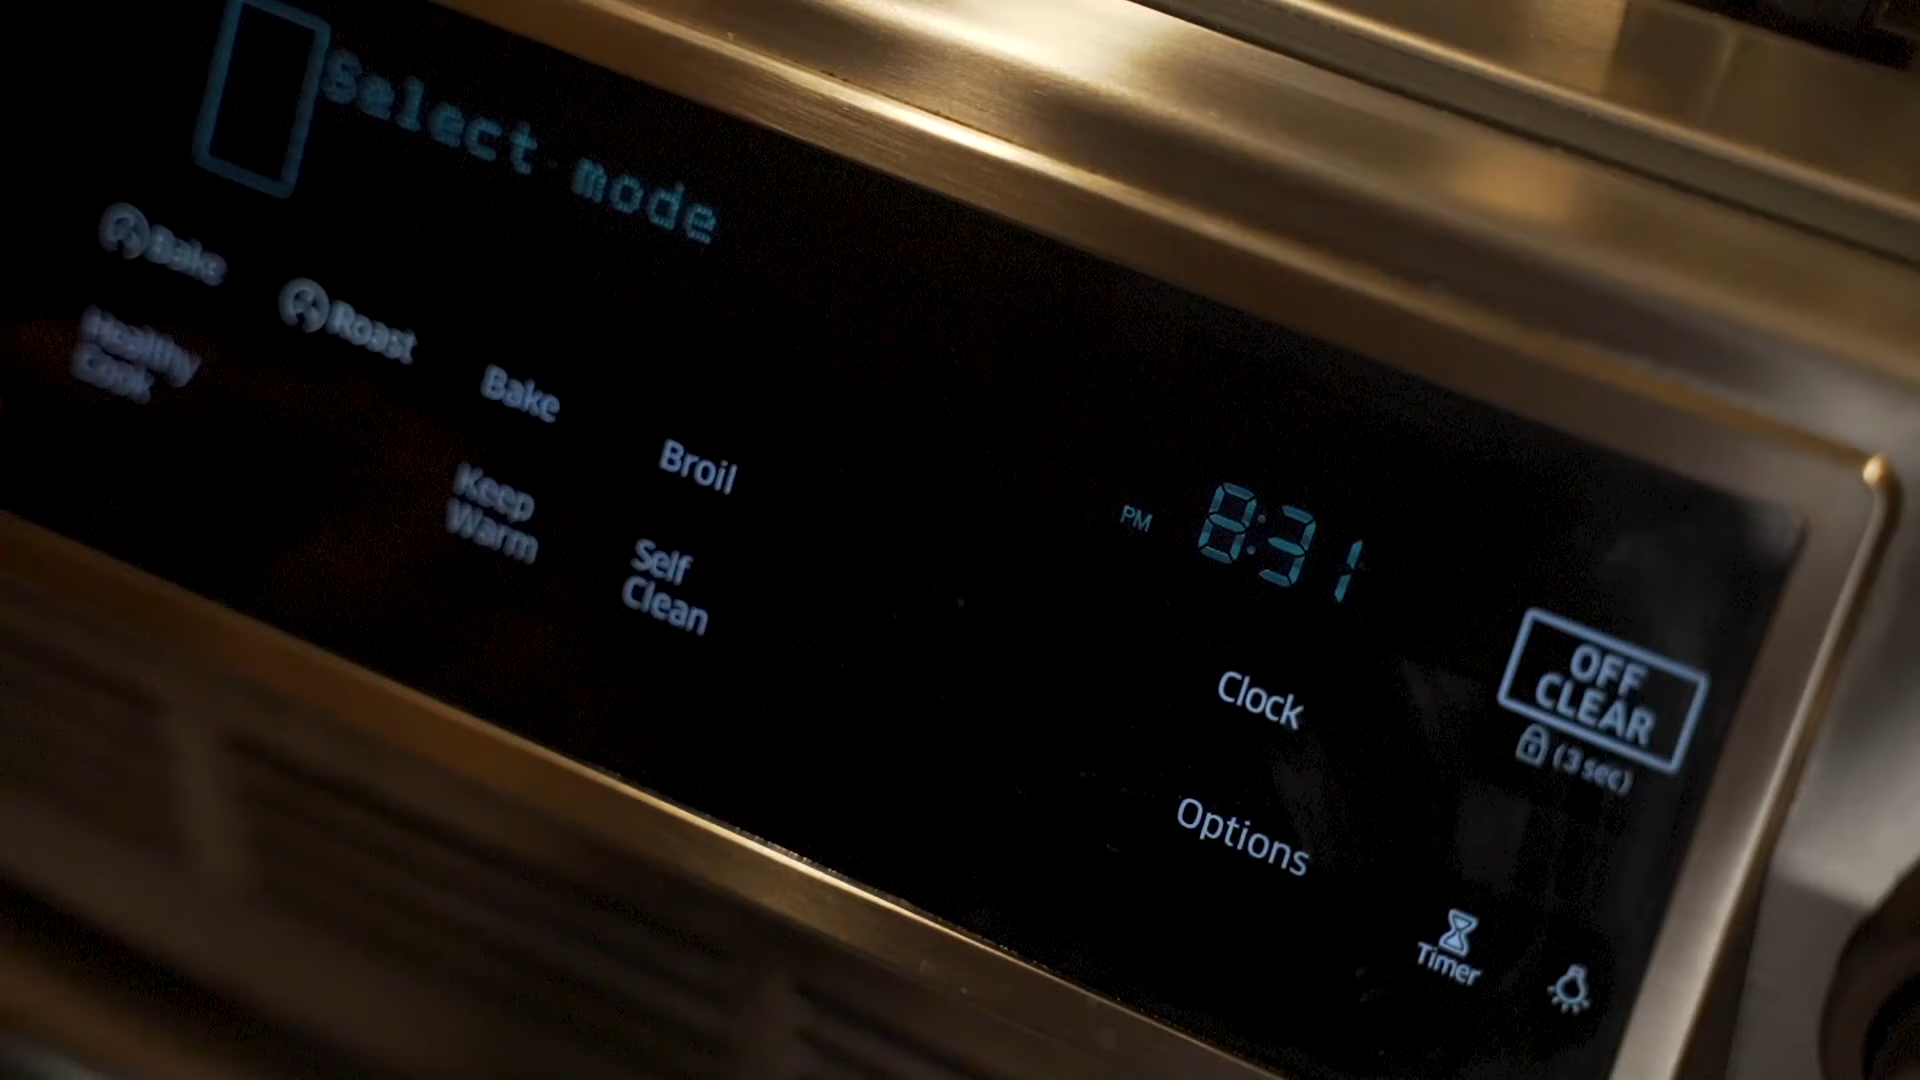 Select mode
Bake
Roast
Bake
Broil
Healthy
Cook
Keep
Warm
Self
Clean
PM 8:31
Clock
Options
OFF
CLEAR
(3 sec)
Timer